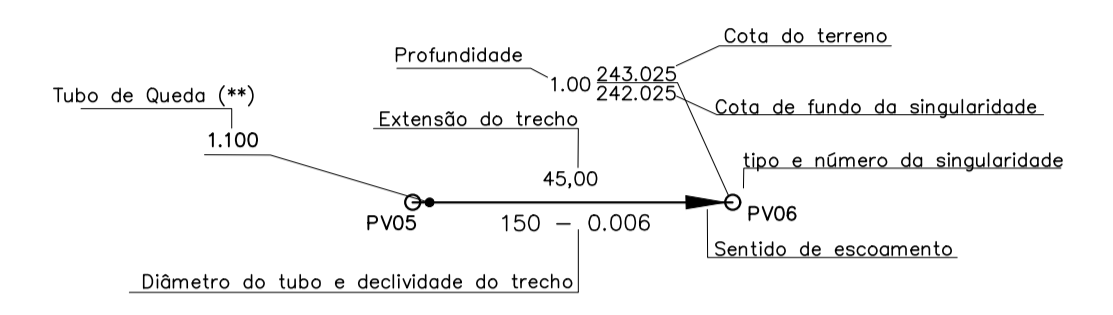 Cota do terreno
Profundidade
1.00 243.025
242.025
Tubo de Queda (**)
Cota de fundo da singularidade
Extensão do trecho
1.100
tipo e número da singularidade
45,00
PV05
150 - 0.006
PV06
Sentido de escoamento
Diâmetro do tubo e declividade do trecho